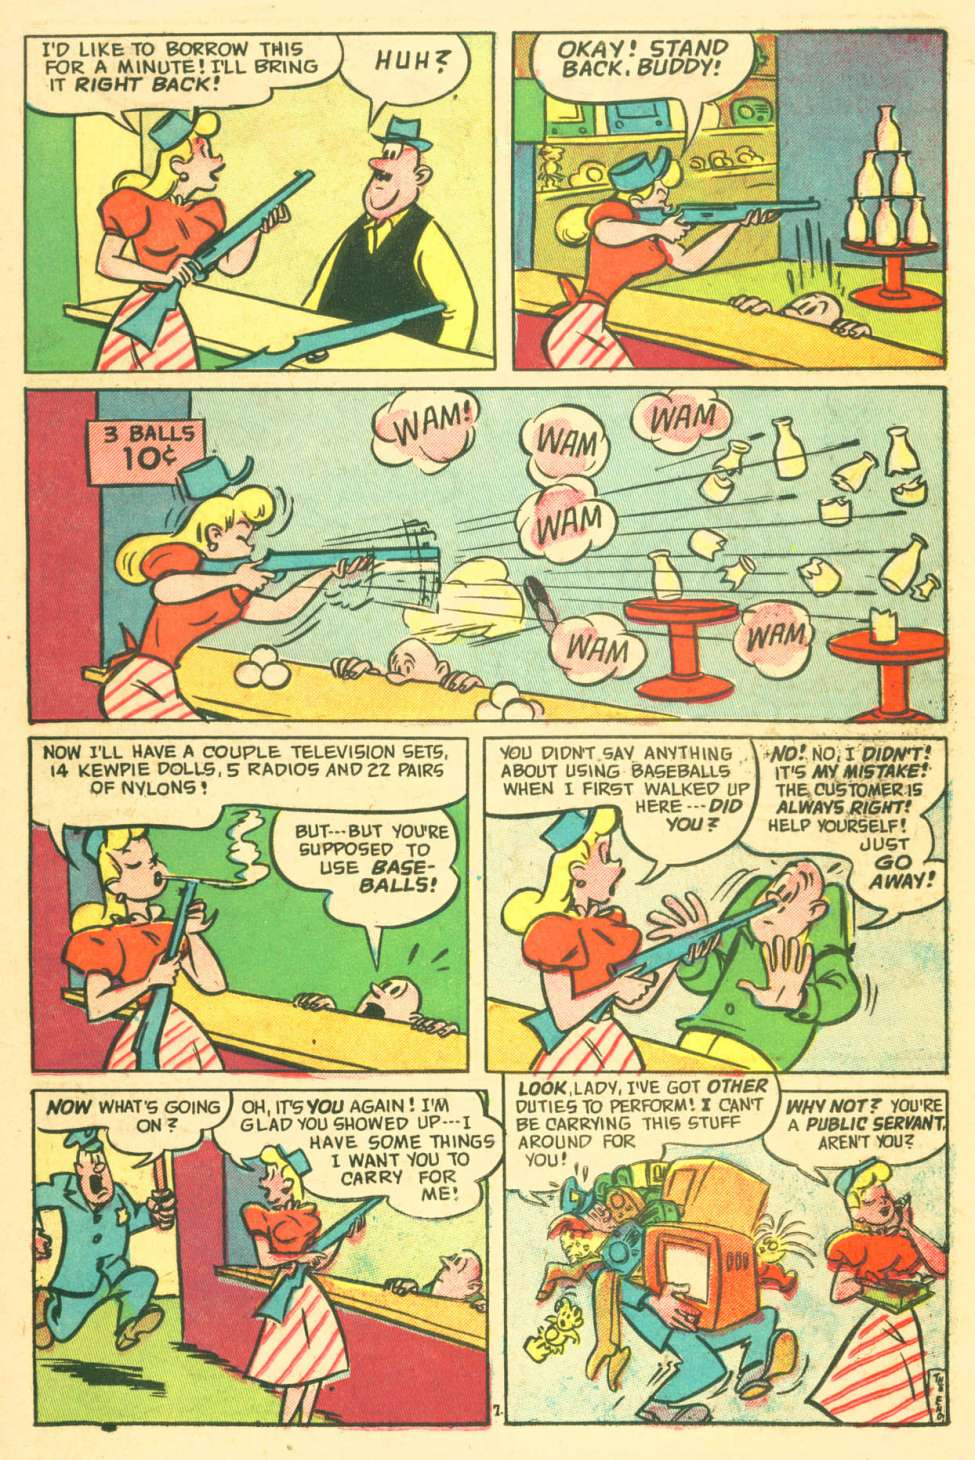 I'D LIKE TO BORROW THIS
FOR A MINUTE! I'LL BRING
IT RIGHT BACK!
HUH?
OKAY! STAND
BACK, BUDDY!
3 BALLS
10¢
WAM!
WAM
WAM
WAM
WAM
WAM
NOW I'LL HAVE A COUPLE TELEVISION SETS,
14 KEWPIE DOLLS, 5 RADIOS AND 22 PAIRS
OF NYLONS!
BUT---BUT YOU'RE
SUPPOSED TO
USE BASE-
BALLS!
YOU DIDN'T SAY ANYTHING
ABOUT USING BASEBALLS
WHEN I FIRST WALKED UP
HERE---DID
YOU?
NO! NO, I DIDN'T!
IT'S MY MISTAKE!
THE CUSTOMER IS
ALWAYS RIGHT!
HELP YOURSELF!
JUST
GO
AWAY!
NOW WHAT'S GOING
ON?
OH, IT'S YOU AGAIN! I'M
GLAD YOU SHOWED UP---I
HAVE SOME THINGS
I WANT YOU TO
CARRY FOR
ME!
LOOK, LADY, I'VE GOT OTHER
DUTIES TO PERFORM! I CAN'T
BE CARRYING THIS STUFF
AROUND FOR
YOU!
WHY NOT? YOU'RE
A PUBLIC SERVANT,
AREN'T YOU?
THE END
7.